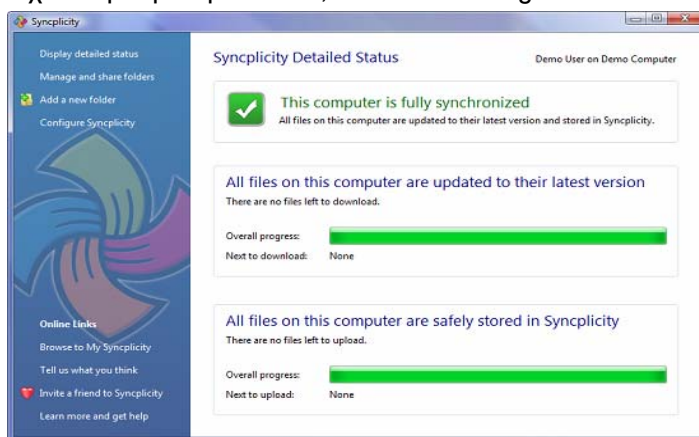 Syncplicity
Display detailed status
Manage and share folders
Add a new folder
Configure Syncplicity
Online Links
Browse to My Syncplicity
Tell us what you think
Invite a friend to Syncplicity
Learn more and get help
Syncplicity Detailed Status
Demo User on Demo Computer
This computer is fully synchronized
All files on this computer are updated to their latest version and stored in Syncplicity.
All files on this computer are updated to their latest version
There are no files left to download.
Overall progress:
Next to download: None
All files on this computer are safely stored in Syncplicity
There are no files left to upload.
Overall progress:
Next to upload: None